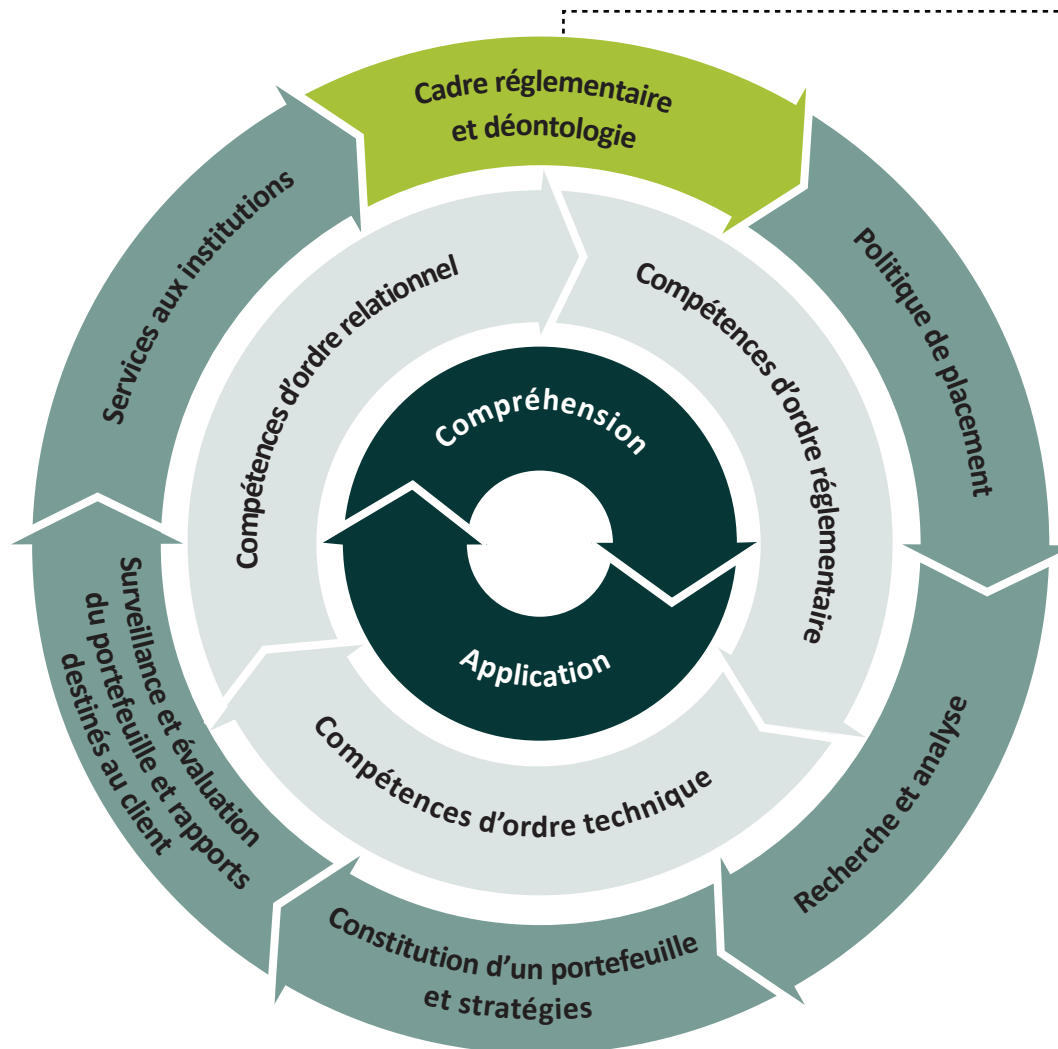 Cadre réglementaire
et déontologie
Politique de placement
Recherche et analyse
Constitution d'un portefeuille
et stratégies
Surveillance et évaluation
du portefeuille et rapports
destinés au client
Services aux institutions
Compétences d'ordre relationnel
Compétences d'ordre réglementaire
Compétences d'ordre technique
Compréhension
Application